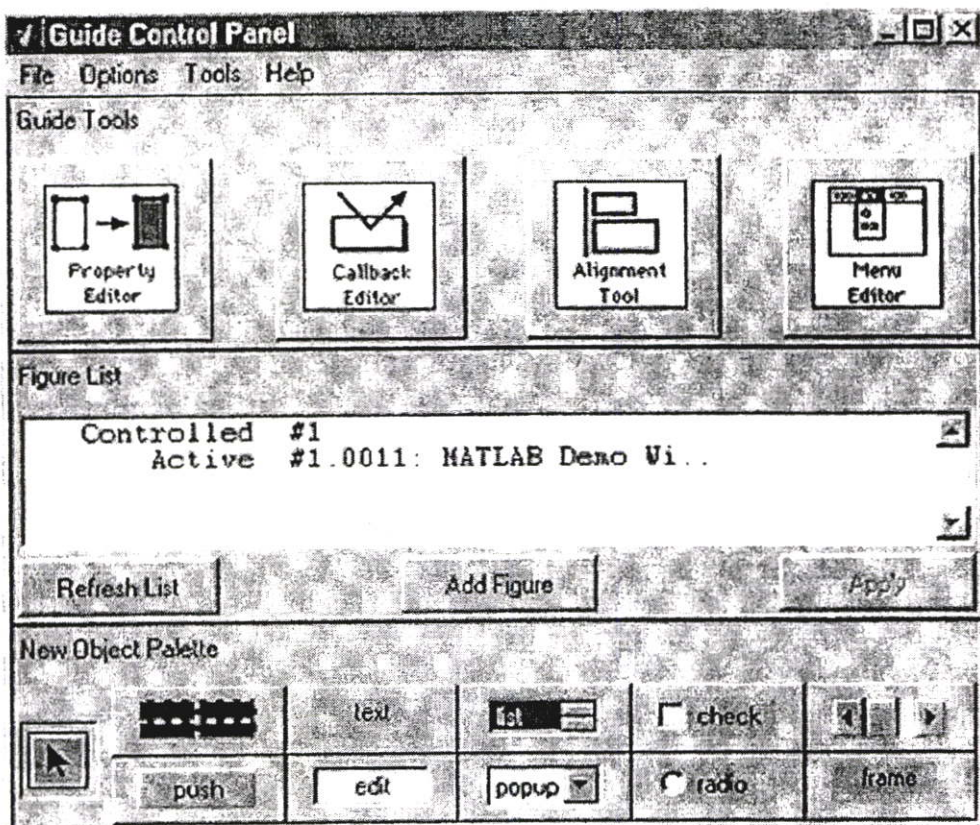 Guide Control Panel
File Options Tools Help
Guide Tools
Property Editor
Callback Editor
Alignment Tool
Menu Editor
Figure List
Controlled #1
Active #1.0011: MATLAB Demo Wi..
Refresh List Add Figure Apply
New Object Palette
text list check
push edit popup radio frame